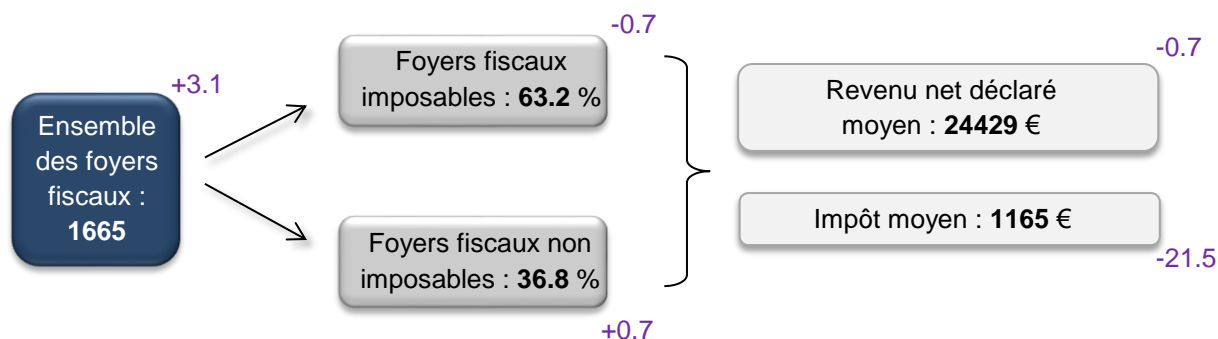 +3.1
Ensemble
des foyers
fiscaux :
1665
-0.7
Foyers fiscaux
imposables : 63.2 %
Foyers fiscaux non
imposables : 36.8 %
+0.7
-0.7
Revenu net déclaré
moyen : 24429 €
Impôt moyen : 1165 €
-21.5